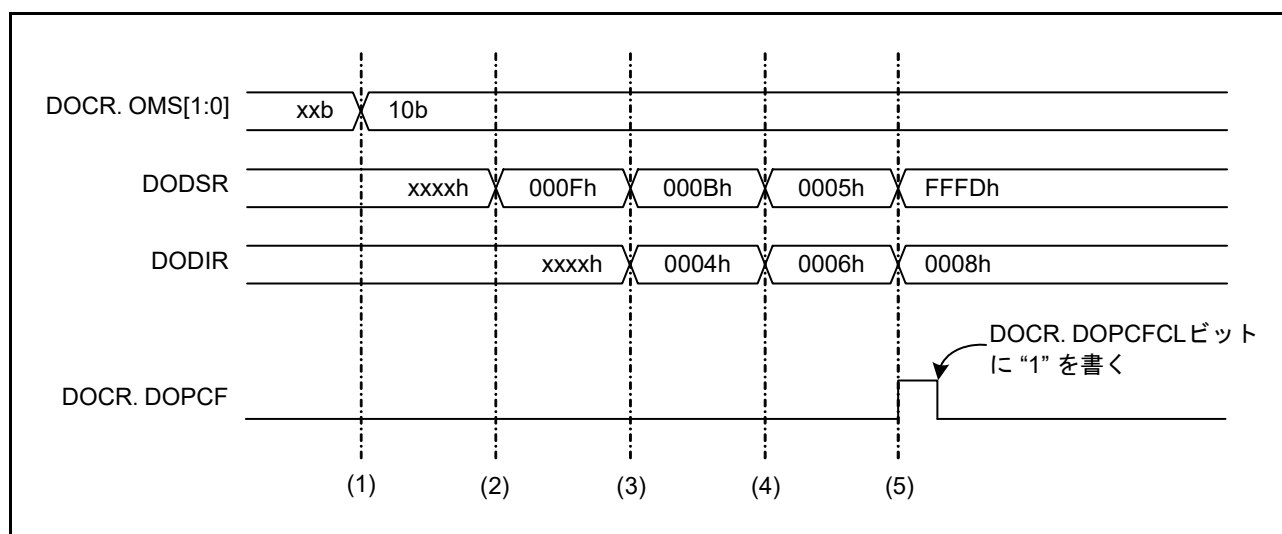 DOCR. OMS[1:0] xxb 10b
DODSR xxxxh 000Fh 000Bh 0005h FFFDh
DODIR xxxxh 0004h 0006h 0008h
DOCR. DOPCFCLビット
に “1” を書く
DOCR. DOPCF
(1) (2) (3) (4) (5)